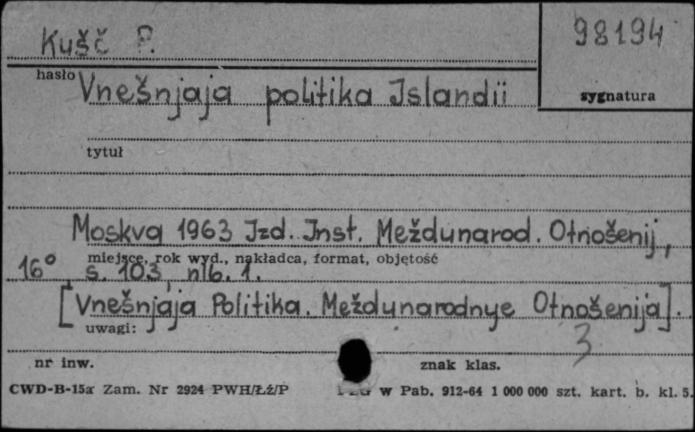 Kušč P.
98194
hasło
Vnešnjaja politika Islandii
sygnatura
tytuł
Moskva 1963 Izd. Inst. Meždunarod. Otnošenij,
miejsce, rok wyd., nakładca, format, objętość
16° s. 103, nlb. 1.
[Vnešnjaja Politika. Meždunarodnye Otnošenija].
uwagi:
3
nr inw.
znak klas.
CWD-B-15a Zam. Nr 2924 PWH/Łź/P
w Pab. 912-64 1 000 000 szt. kart. b. kl. 5.